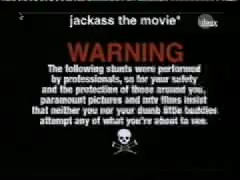 jackass the movie*
WARNING
The following stunts were performed
by professionals, so for your safety
and the protection of those around you,
paramount pictures and mtv films insist
that neither you nor your dumb little buddies
attempt any of what you're about to see.